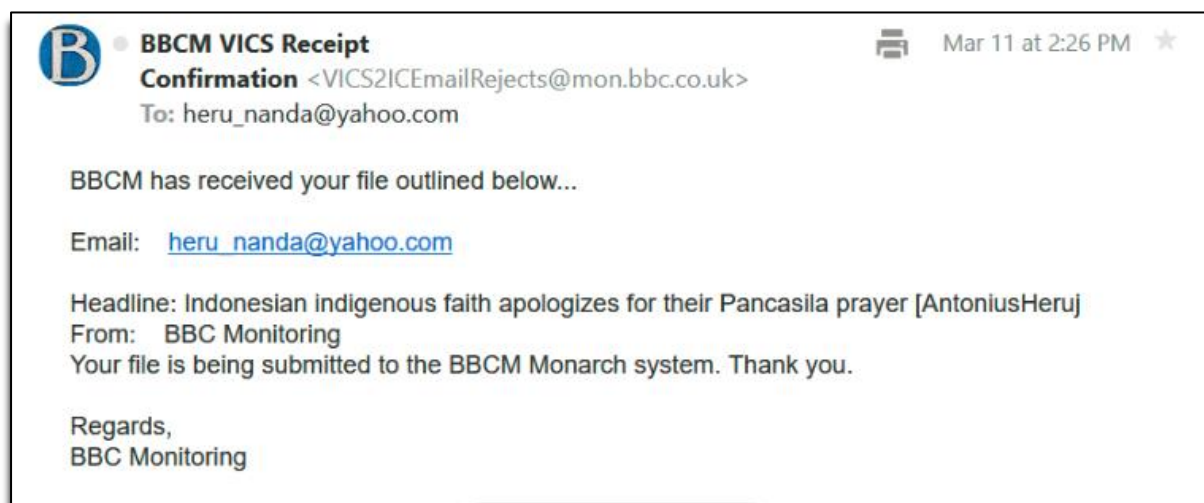 B
BBCM VICS Receipt
Mar 11 at 2:26 PM
Confirmation <VICS2ICEmailRejects@mon.bbc.co.uk>
To: heru_nanda@yahoo.com
BBCM has received your file outlined below...
Email: heru_nanda@yahoo.com
Headline: Indonesian indigenous faith apologizes for their Pancasila prayer [AntoniusHeruj
From: BBC Monitoring
Your file is being submitted to the BBCM Monarch system. Thank you.
Regards,
BBC Monitoring